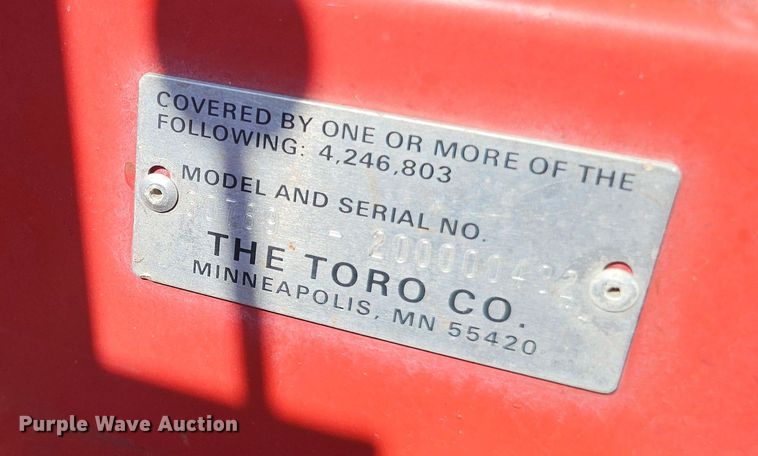 COVERED BY ONE OR MORE OF THE
FOLLOWING: 4,246,803
MODEL AND SERIAL NO.
THE TORO CO.
MINNEAPOLIS, MN 55420
Purple Wave Auction